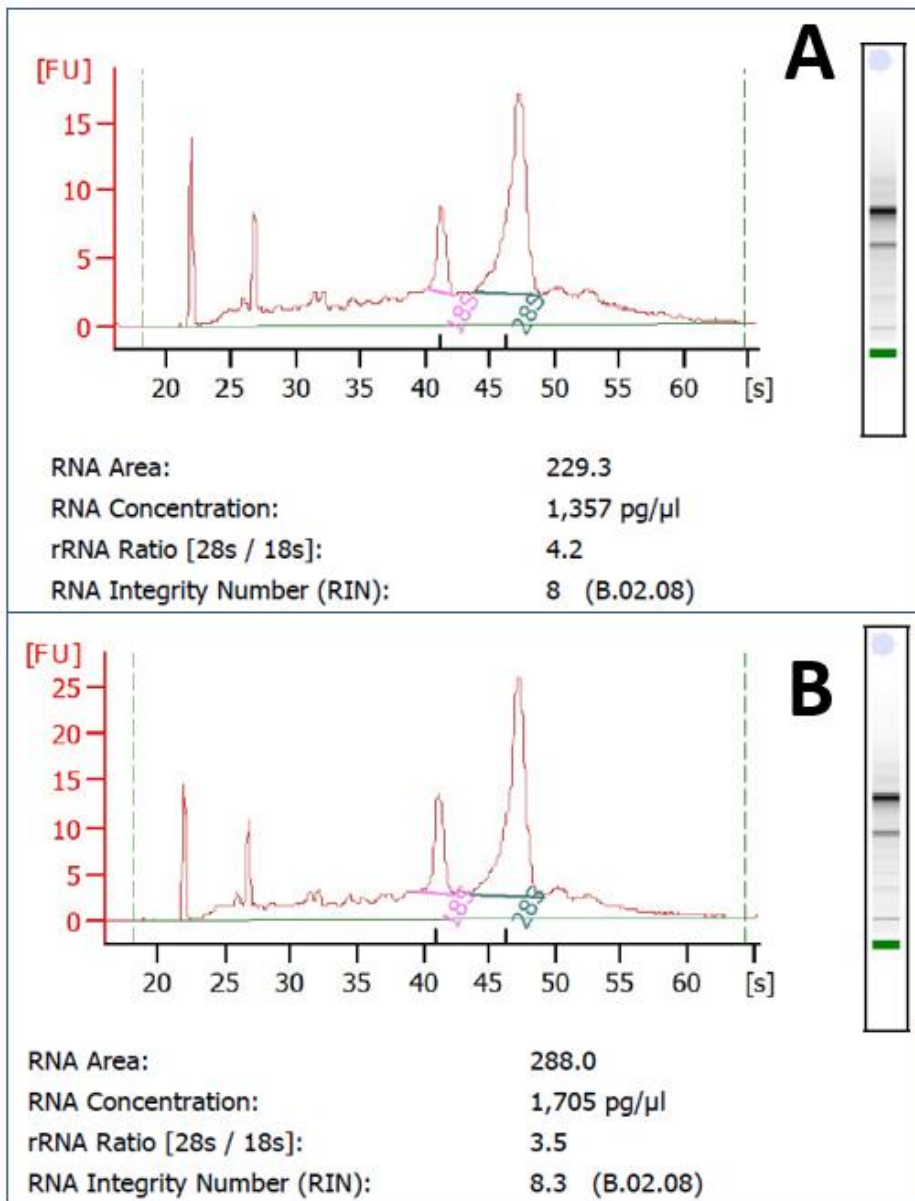 A
[FU]
15
10
5
0
18S
28S
20 25 30 35 40 45 50 55 60 [s]
RNA Area: 229.3
RNA Concentration: 1,357 pg/µl
rRNA Ratio [28s / 18s]: 4.2
RNA Integrity Number (RIN): 8 (B.02.08)
B
[FU]
25
20
15
10
5
0
18S
28S
20 25 30 35 40 45 50 55 60 [s]
RNA Area: 288.0
RNA Concentration: 1,705 pg/µl
rRNA Ratio [28s / 18s]: 3.5
RNA Integrity Number (RIN): 8.3 (B.02.08)